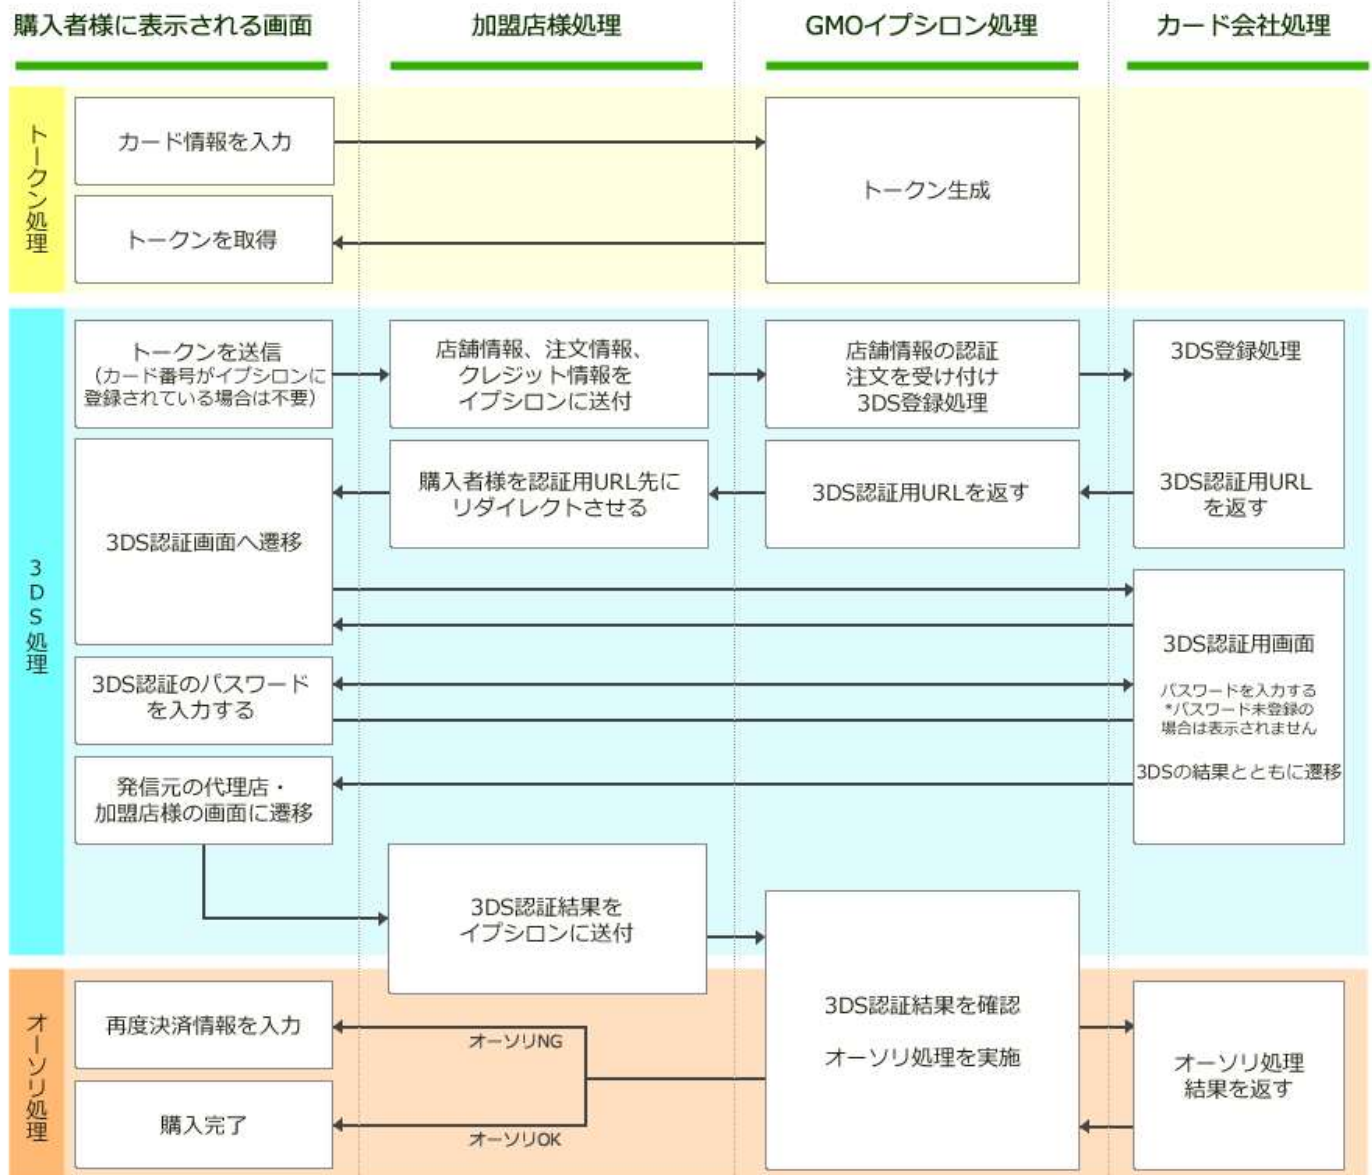 購入者様に表示される画面
加盟店様処理
GMOイプシロン処理
カード会社処理
トークン処理
カード情報を入力
トークン生成
トークンを取得
3DS処理
トークンを送信
（カード番号がイプシロンに
登録されている場合は不要）
店舗情報、注文情報、
クレジット情報を
イプシロンに送付
店舗情報の認証
注文を受け付け
3DS登録処理
3DS登録処理
3DS認証画面へ遷移
購入者様を認証用URL先に
リダイレクトさせる
3DS認証用URLを返す
3DS認証用URL
を返す
3DS認証用画面
パスワードを入力する
*パスワード未登録の
場合は表示されません
3DSの結果とともに遷移
3DS認証のパスワード
を入力する
発信元の代理店・
加盟店様の画面に遷移
3DS認証結果を
イプシロンに送付
オーソリ処理
再度決済情報を入力
オーソリNG
3DS認証結果を確認
オーソリ処理を実施
オーソリ処理
結果を返す
購入完了
オーソリOK